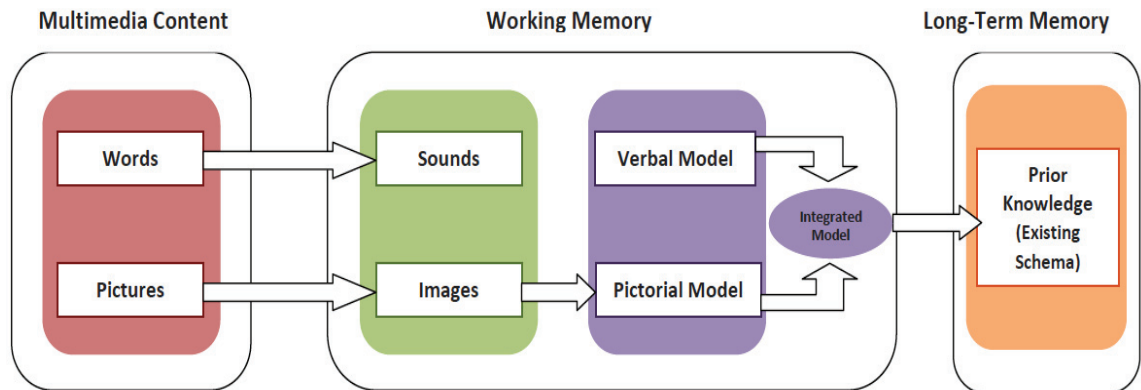 Multimedia Content
Working Memory
Long-Term Memory
Words
Sounds
Verbal Model
Pictures
Images
Pictorial Model
Integrated
Model
Prior
Knowledge
(Existing
Schema)